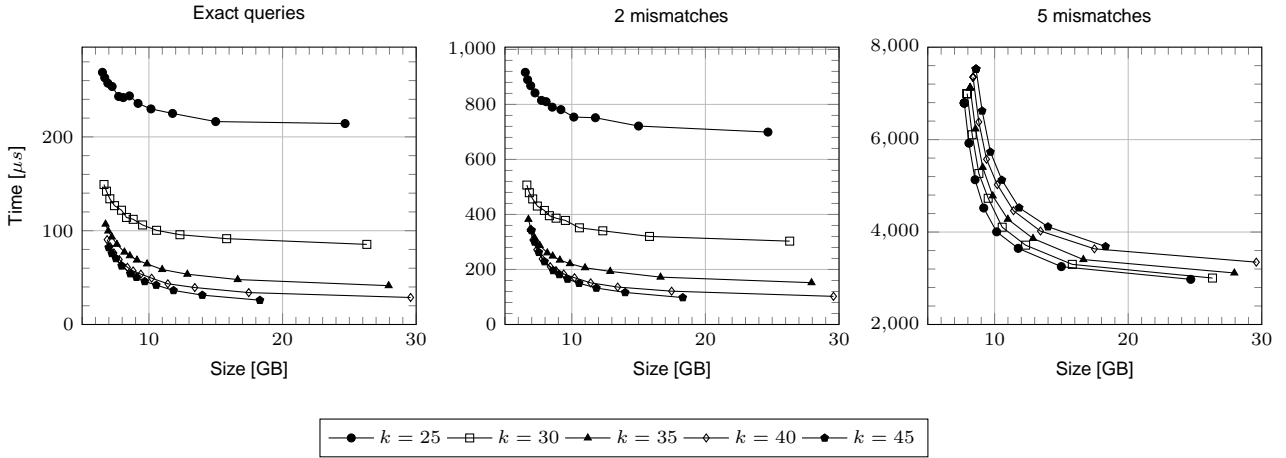 Exact queries
2 mismatches
5 mismatches
Time [μs]
200
100
0
10 20 30
Size [GB]
1,000
800
600
400
200
0
10 20 30
Size [GB]
8,000
6,000
4,000
2,000
10 20 30
Size [GB]
k = 25 k = 30 k = 35 k = 40 k = 45